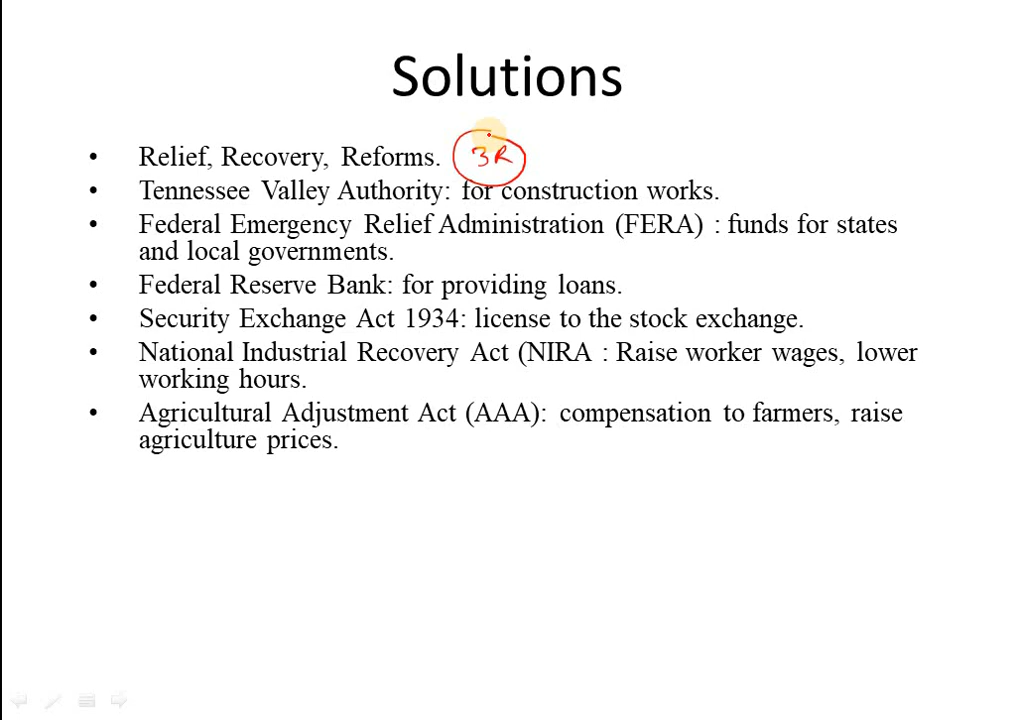 Solutions
• Relief, Recovery, Reforms. 3R
• Tennessee Valley Authority: for construction works.
• Federal Emergency Relief Administration (FERA) : funds for states
and local governments.
• Federal Reserve Bank: for providing loans.
• Security Exchange Act 1934: license to the stock exchange.
• National Industrial Recovery Act (NIRA : Raise worker wages, lower
working hours.
• Agricultural Adjustment Act (AAA): compensation to farmers, raise
agriculture prices.